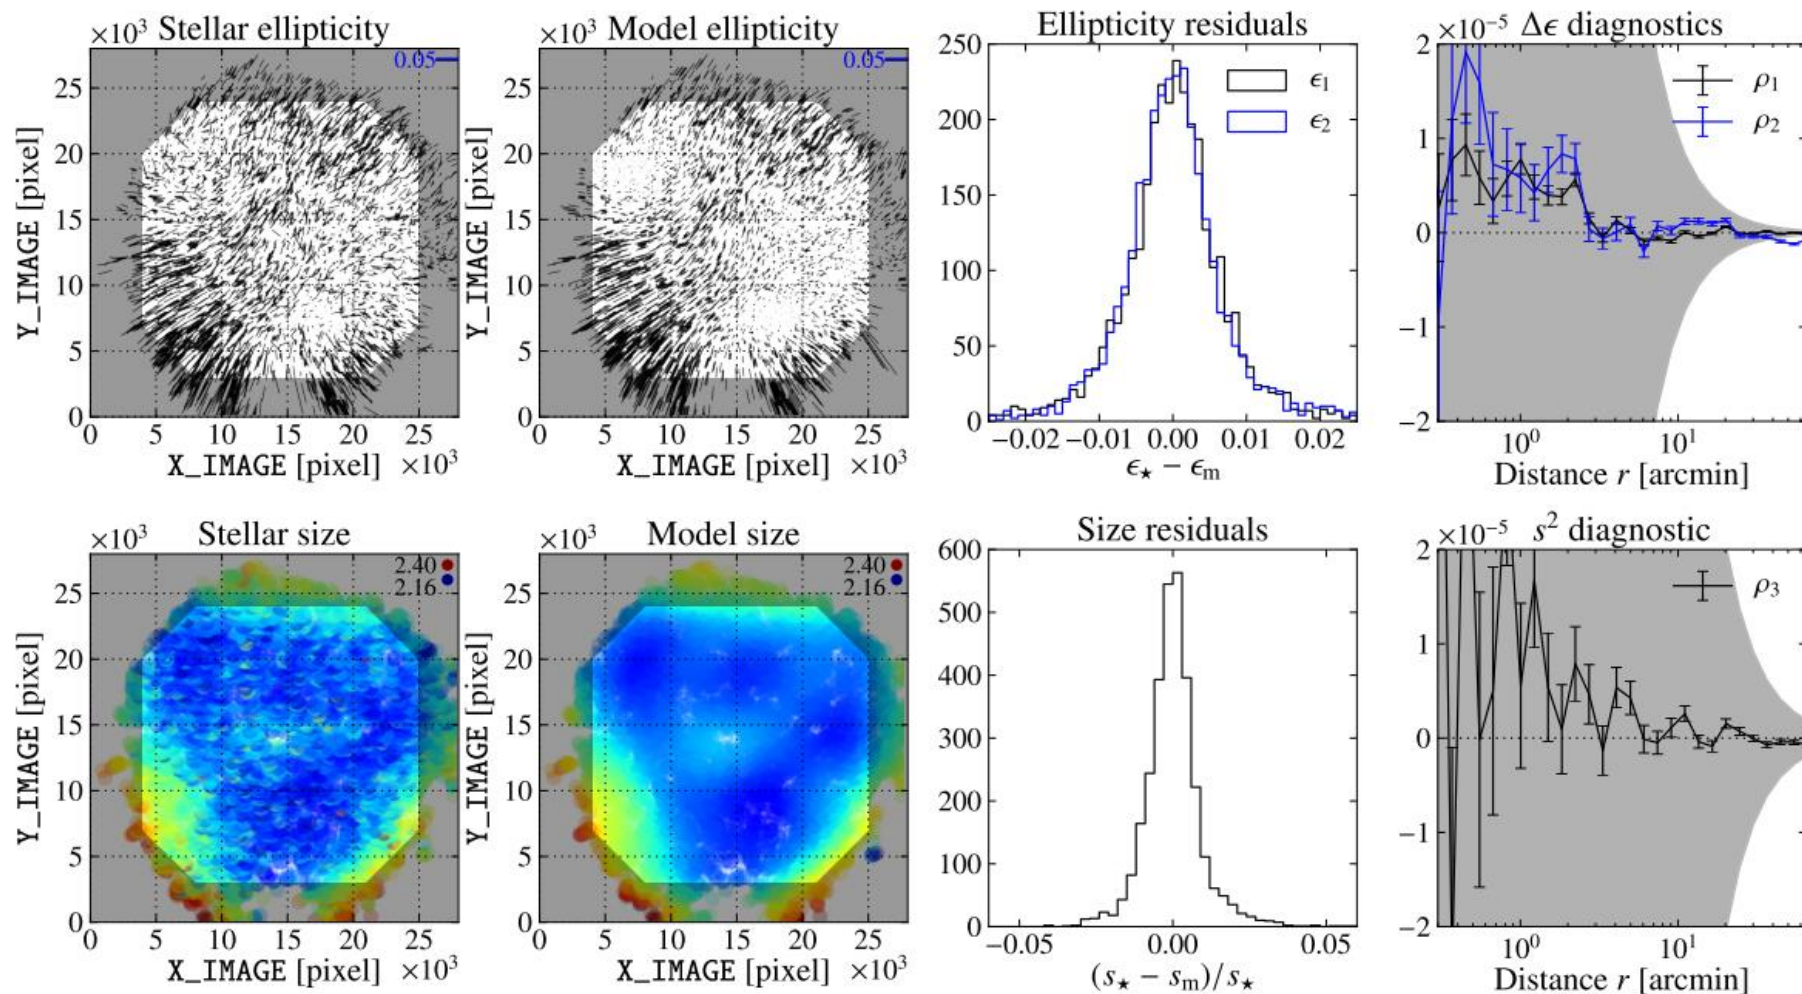 ×10³ Stellar ellipticity
0.05
25
20
15
10
5
0
0 5 10 15 20 25
X_IMAGE [pixel] ×10³
Y_IMAGE [pixel]
×10³ Model ellipticity
0.05
25
20
15
10
5
0
0 5 10 15 20 25
X_IMAGE [pixel] ×10³
Y_IMAGE [pixel]
Ellipticity residuals
250
200
150
100
50
0
ϵ₁
ϵ₂
−0.02 −0.01 0.00 0.01 0.02
ϵ⋆ − ϵₘ
×10⁻⁵ Δϵ diagnostics
2
1
0
−1
−2
ρ₁
ρ₂
10⁰ 10¹
Distance r [arcmin]
×10³ Stellar size
2.40
2.16
25
20
15
10
5
0
0 5 10 15 20 25
X_IMAGE [pixel] ×10³
Y_IMAGE [pixel]
×10³ Model size
2.40
2.16
25
20
15
10
5
0
0 5 10 15 20 25
X_IMAGE [pixel] ×10³
Y_IMAGE [pixel]
Size residuals
600
500
400
300
200
100
0
−0.05 0.00 0.05
(s⋆ − sₘ)/s⋆
×10⁻⁵ s² diagnostic
2
1
0
−1
−2
ρ₃
10⁰ 10¹
Distance r [arcmin]